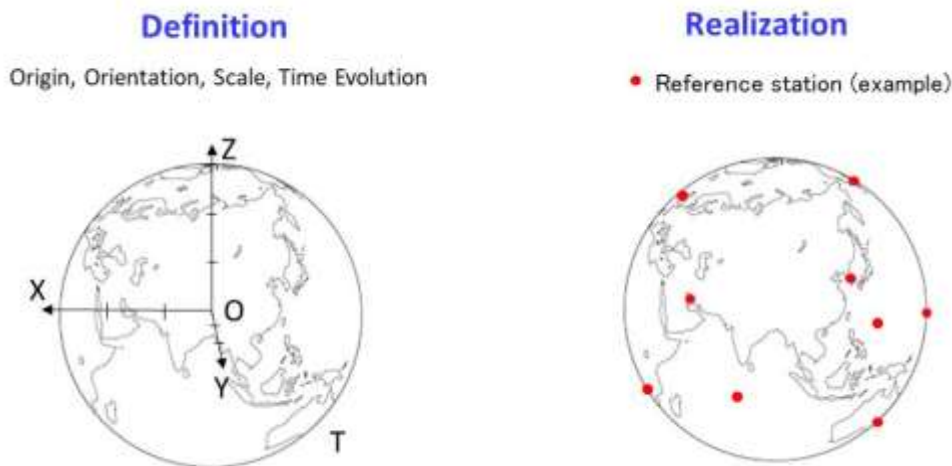 Definition
Origin, Orientation, Scale, Time Evolution
Z
X
O
Y
T
Realization
Reference station (example)